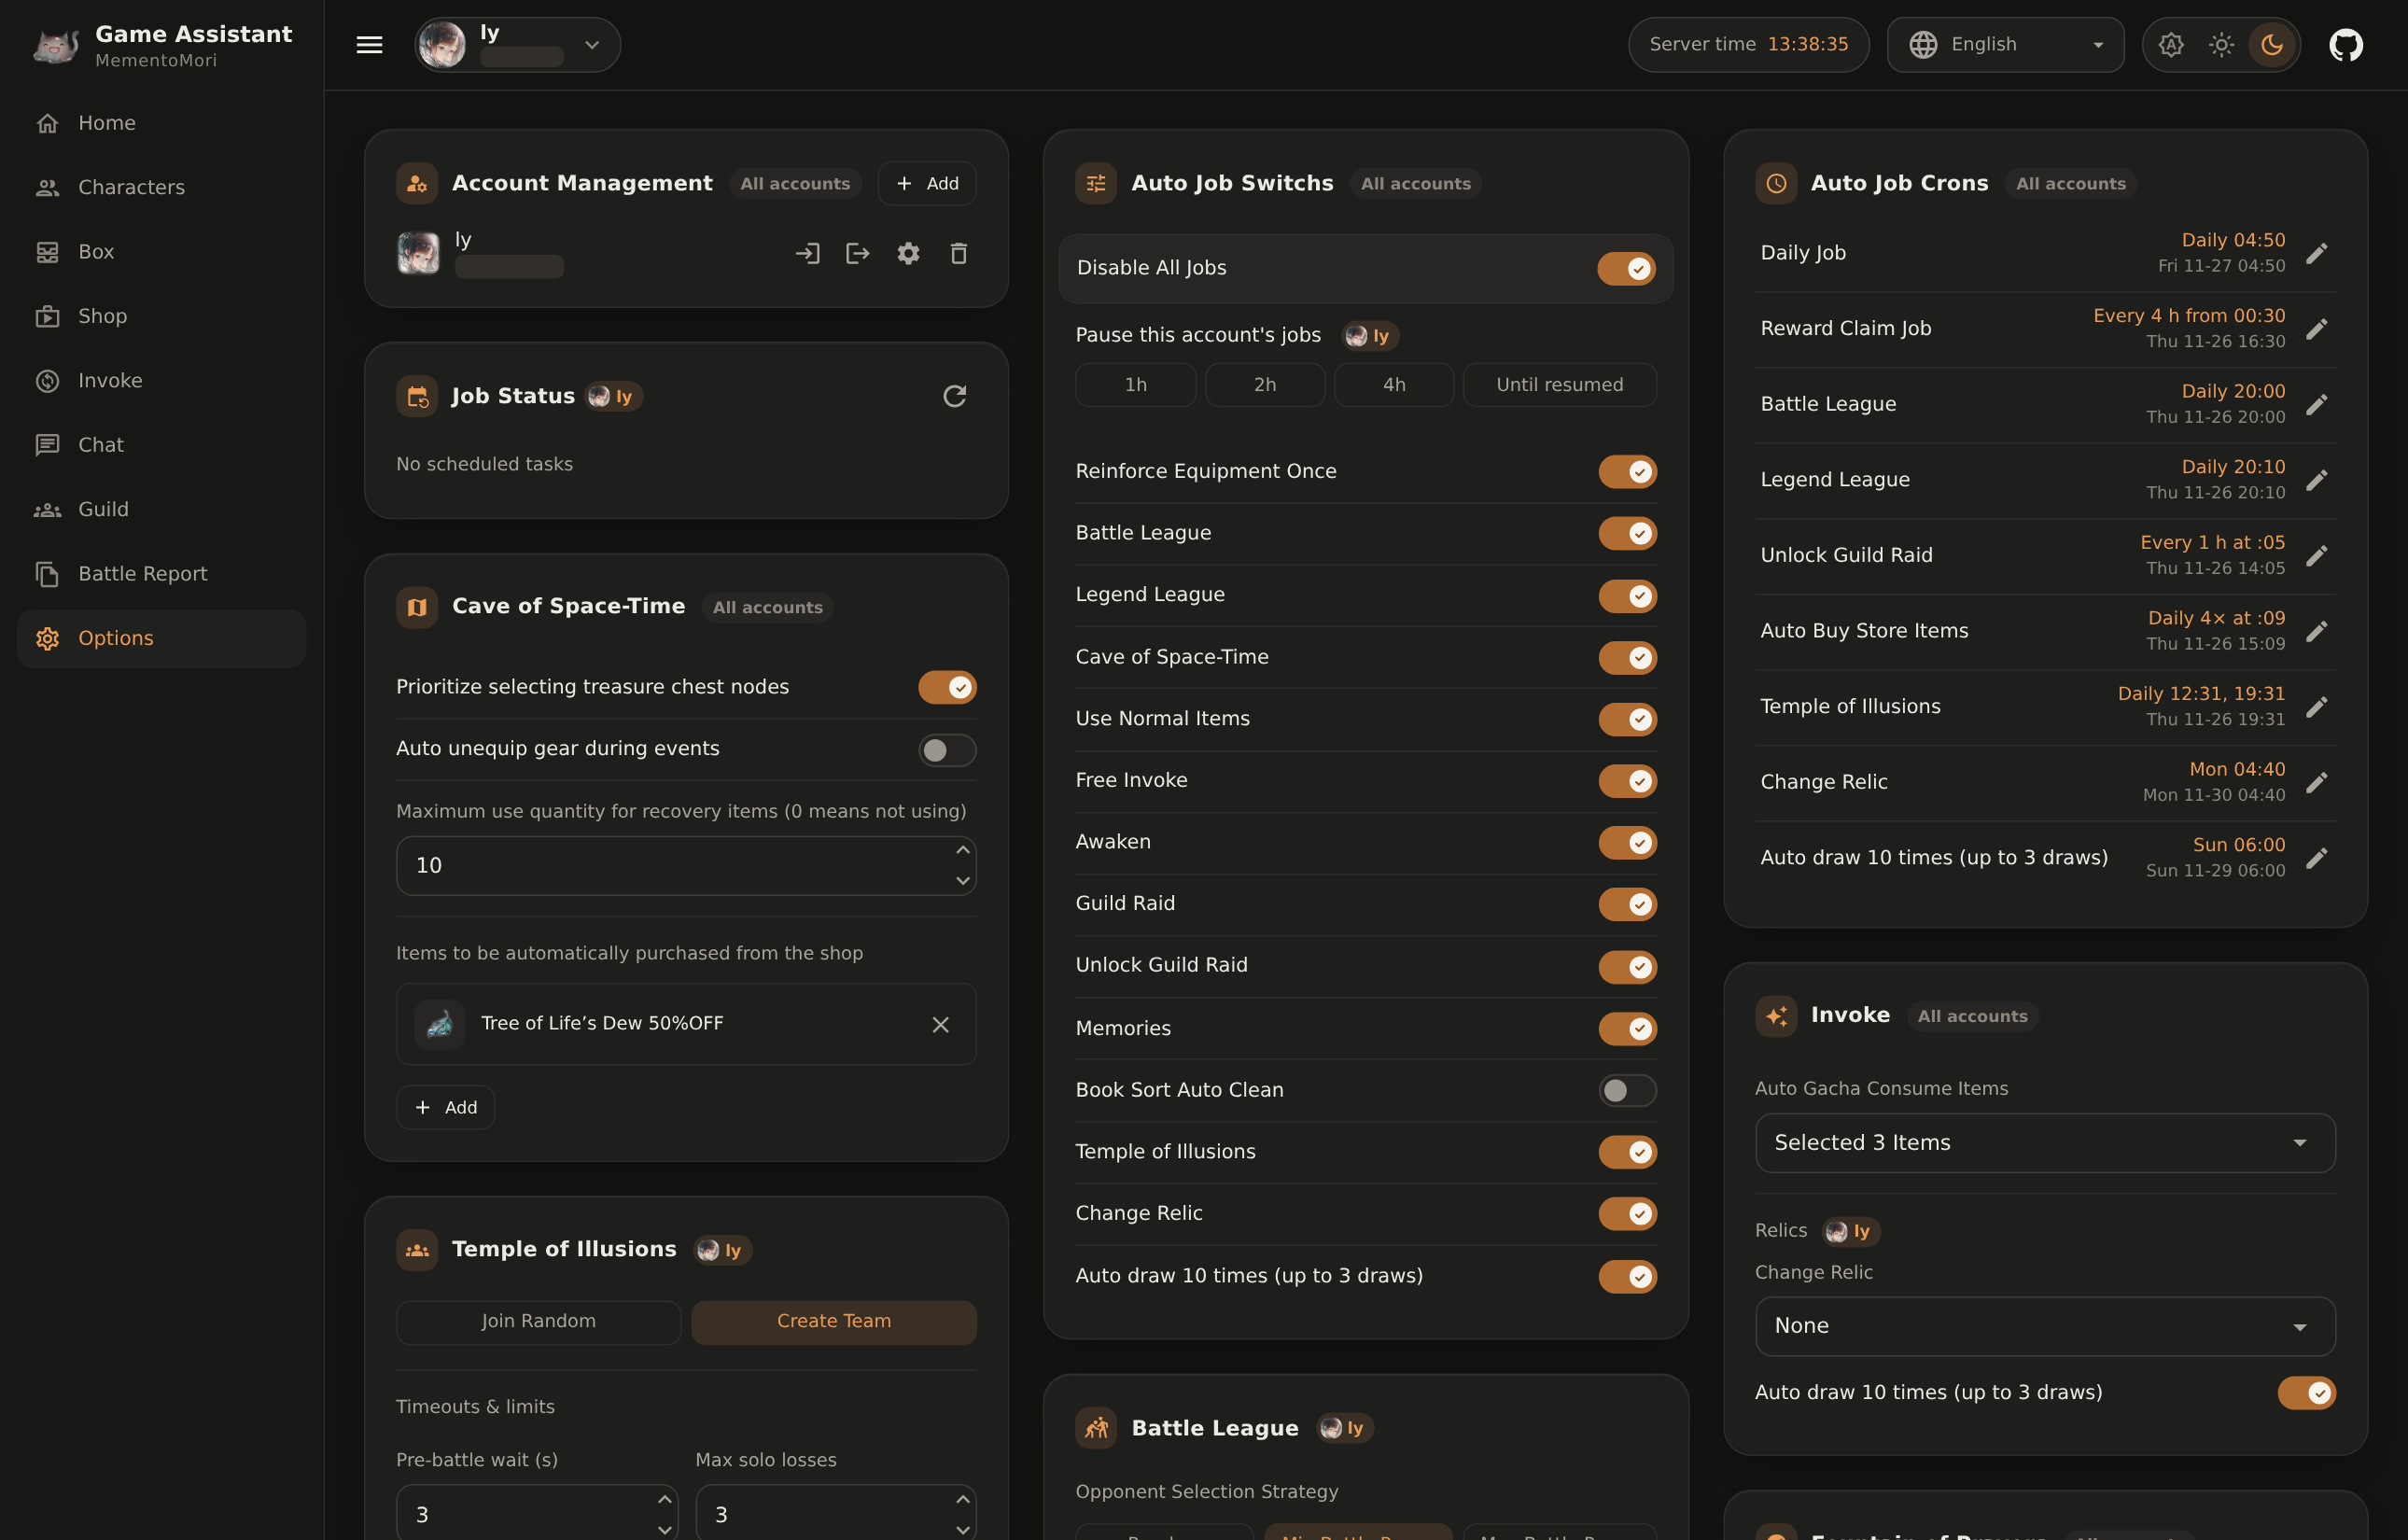 Game Assistant
MementoMori
Home
Characters
Box
Shop
Invoke
Chat
Guild
Battle Report
Options
ly
Server time 13:38:35
English
Account Management All accounts
Add
ly
Job Status ly
No scheduled tasks
Cave of Space-Time All accounts
Prioritize selecting treasure chest nodes
Auto unequip gear during events
Maximum use quantity for recovery items (0 means not using)
10
Items to be automatically purchased from the shop
Tree of Life’s Dew 50%OFF
Add
Temple of Illusions ly
Join Random
Create Team
Timeouts & limits
Pre-battle wait (s)
Max solo losses
3
3
Auto Job Switchs All accounts
Disable All Jobs
Pause this account's jobs ly
1h
2h
4h
Until resumed
Reinforce Equipment Once
Battle League
Legend League
Cave of Space-Time
Use Normal Items
Free Invoke
Awaken
Guild Raid
Unlock Guild Raid
Memories
Book Sort Auto Clean
Temple of Illusions
Change Relic
Auto draw 10 times (up to 3 draws)
Battle League ly
Opponent Selection Strategy
Auto Job Crons All accounts
Daily Job
Daily 04:50
Fri 11-27 04:50
Reward Claim Job
Every 4 h from 00:30
Thu 11-26 16:30
Battle League
Daily 20:00
Thu 11-26 20:00
Legend League
Daily 20:10
Thu 11-26 20:10
Unlock Guild Raid
Every 1 h at :05
Thu 11-26 14:05
Auto Buy Store Items
Daily 4× at :09
Thu 11-26 15:09
Temple of Illusions
Daily 12:31, 19:31
Thu 11-26 19:31
Change Relic
Mon 04:40
Mon 11-30 04:40
Auto draw 10 times (up to 3 draws)
Sun 06:00
Sun 11-29 06:00
Invoke All accounts
Auto Gacha Consume Items
Selected 3 Items
Relics ly
Change Relic
None
Auto draw 10 times (up to 3 draws)